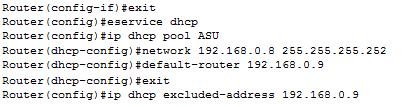 Router(config-if)#exit
Router(config)#eservice dhcp
Router(config)#ip dhcp pool ASU
Router(dhcp-config)#network 192.168.0.8 255.255.255.252
Router(dhcp-config)#default-router 192.168.0.9
Router(dhcp-config)#exit
Router(config)#ip dhcp excluded-address 192.168.0.9